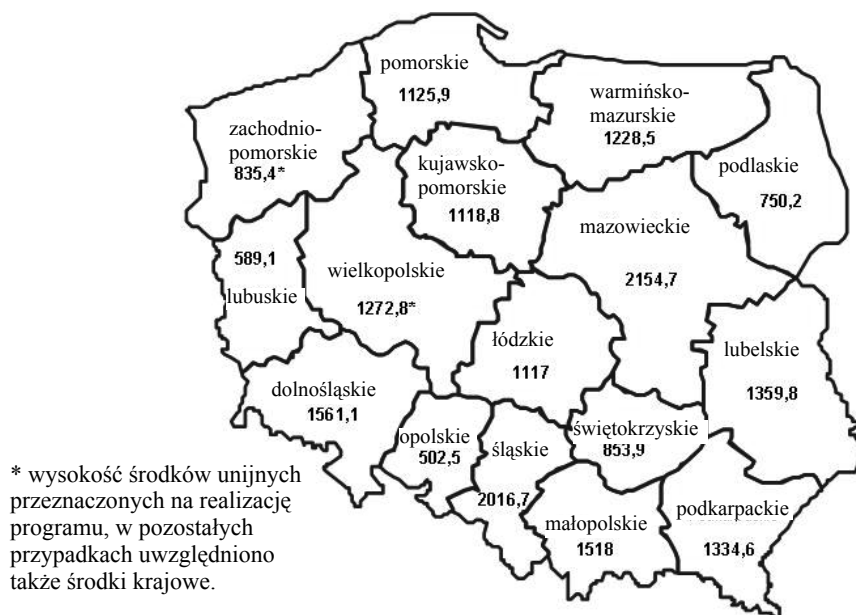 pomorskie
1125,9
warmińsko-
mazurskie
1228,5
zachodnio-
pomorskie
835,4*
kujawsko-
pomorskie
1118,8
podlaskie
750,2
mazowieckie
2154,7
589,1
lubuskie
wielkopolskie
1272,8*
łódzkie
1117
lubelskie
1359,8
dolnośląskie
1561,1
opolskie
502,5
śląskie
2016,7
świętokrzyskie
853,9
małopolskie
1518
podkarpackie
1334,6
* wysokość środków unijnych
przeznaczonych na realizację
programu, w pozostałych
przypadkach uwzględniono
także środki krajowe.